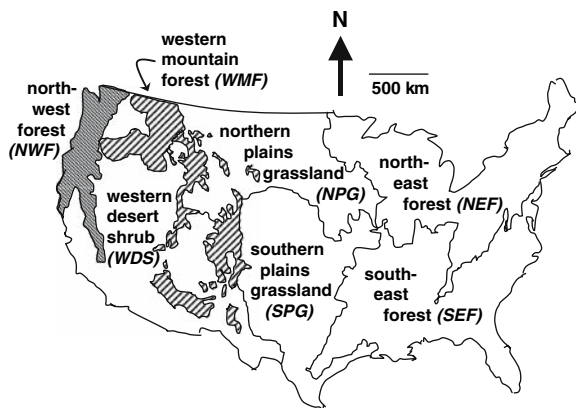 western
mountain
forest (WMF)
N
500 km
north-
west
forest
(NWF)
northern
plains
grassland
(NPG)
north-
east
forest (NEF)
western
desert
shrub
(WDS)
southern
plains
grassland
(SPG)
south-
east
forest (SEF)